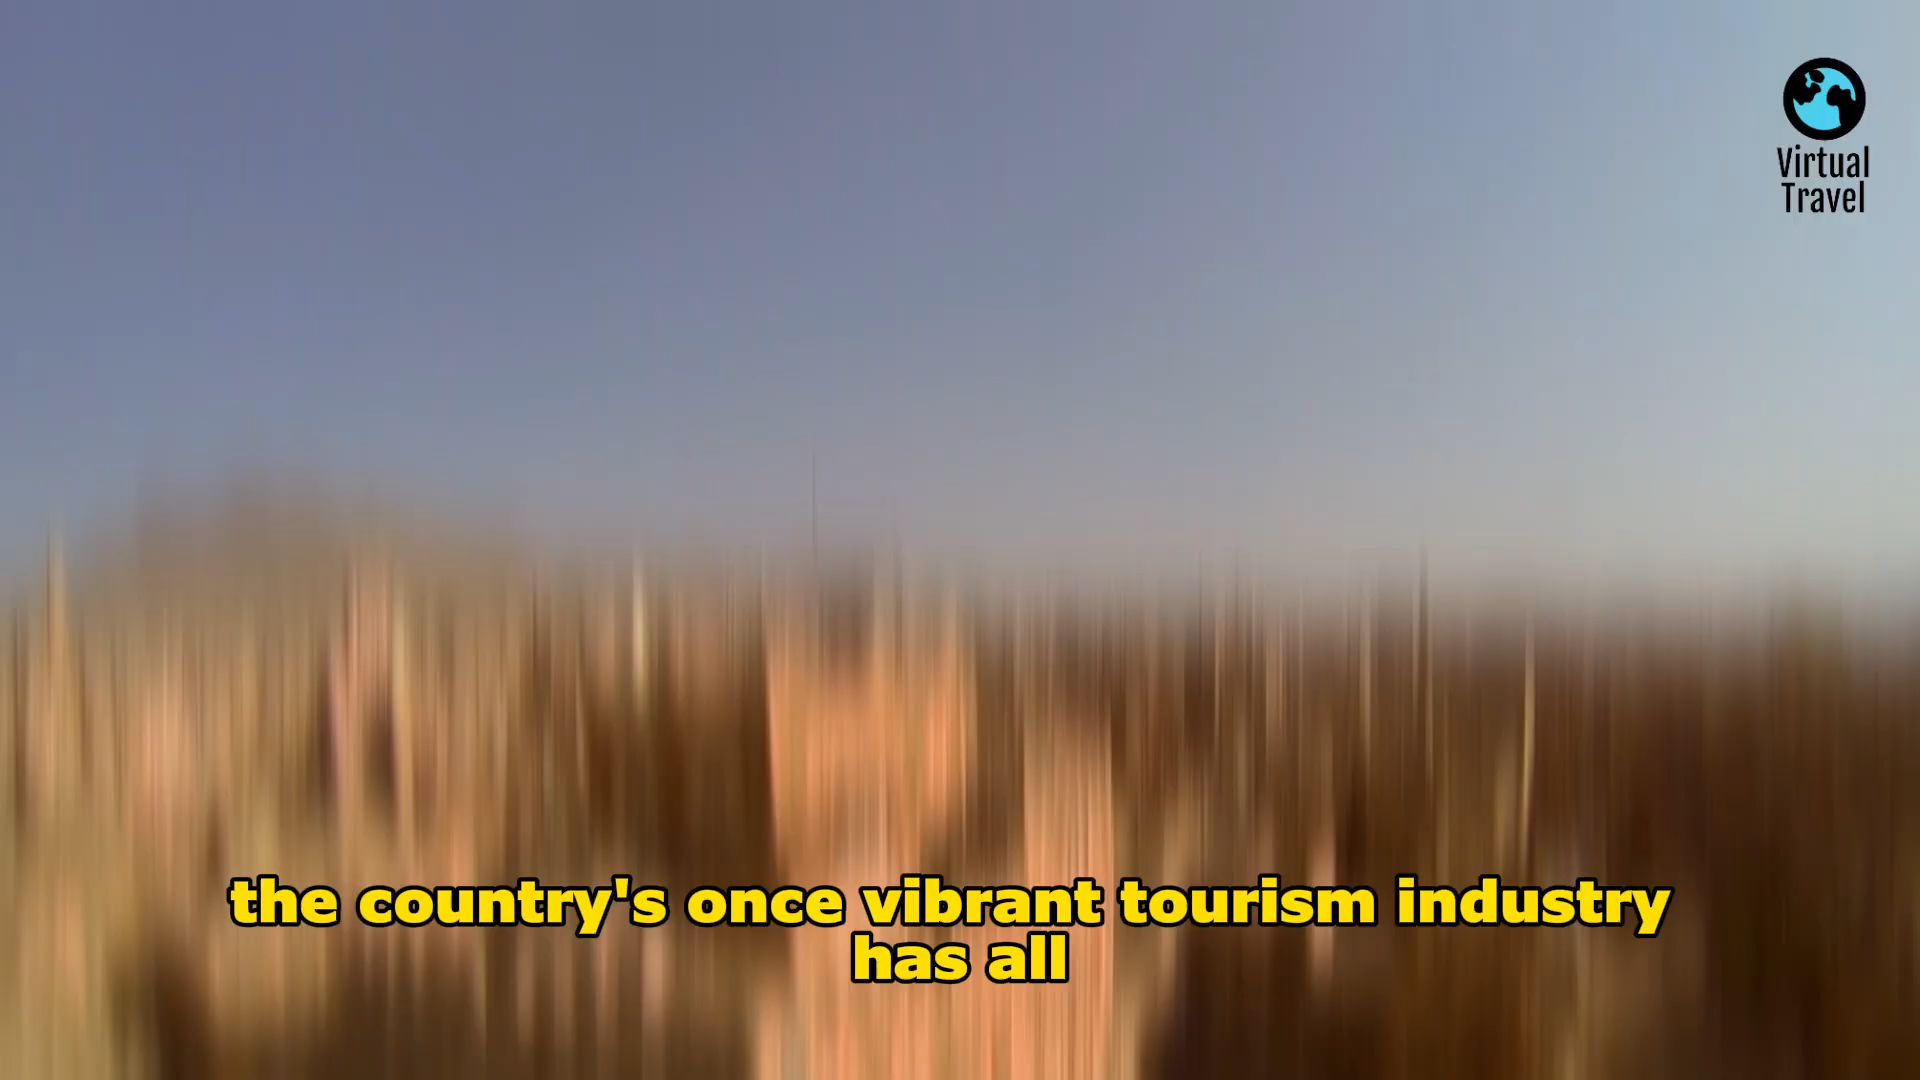 Virtual
Travel
the country's once vibrant tourism industry
has all